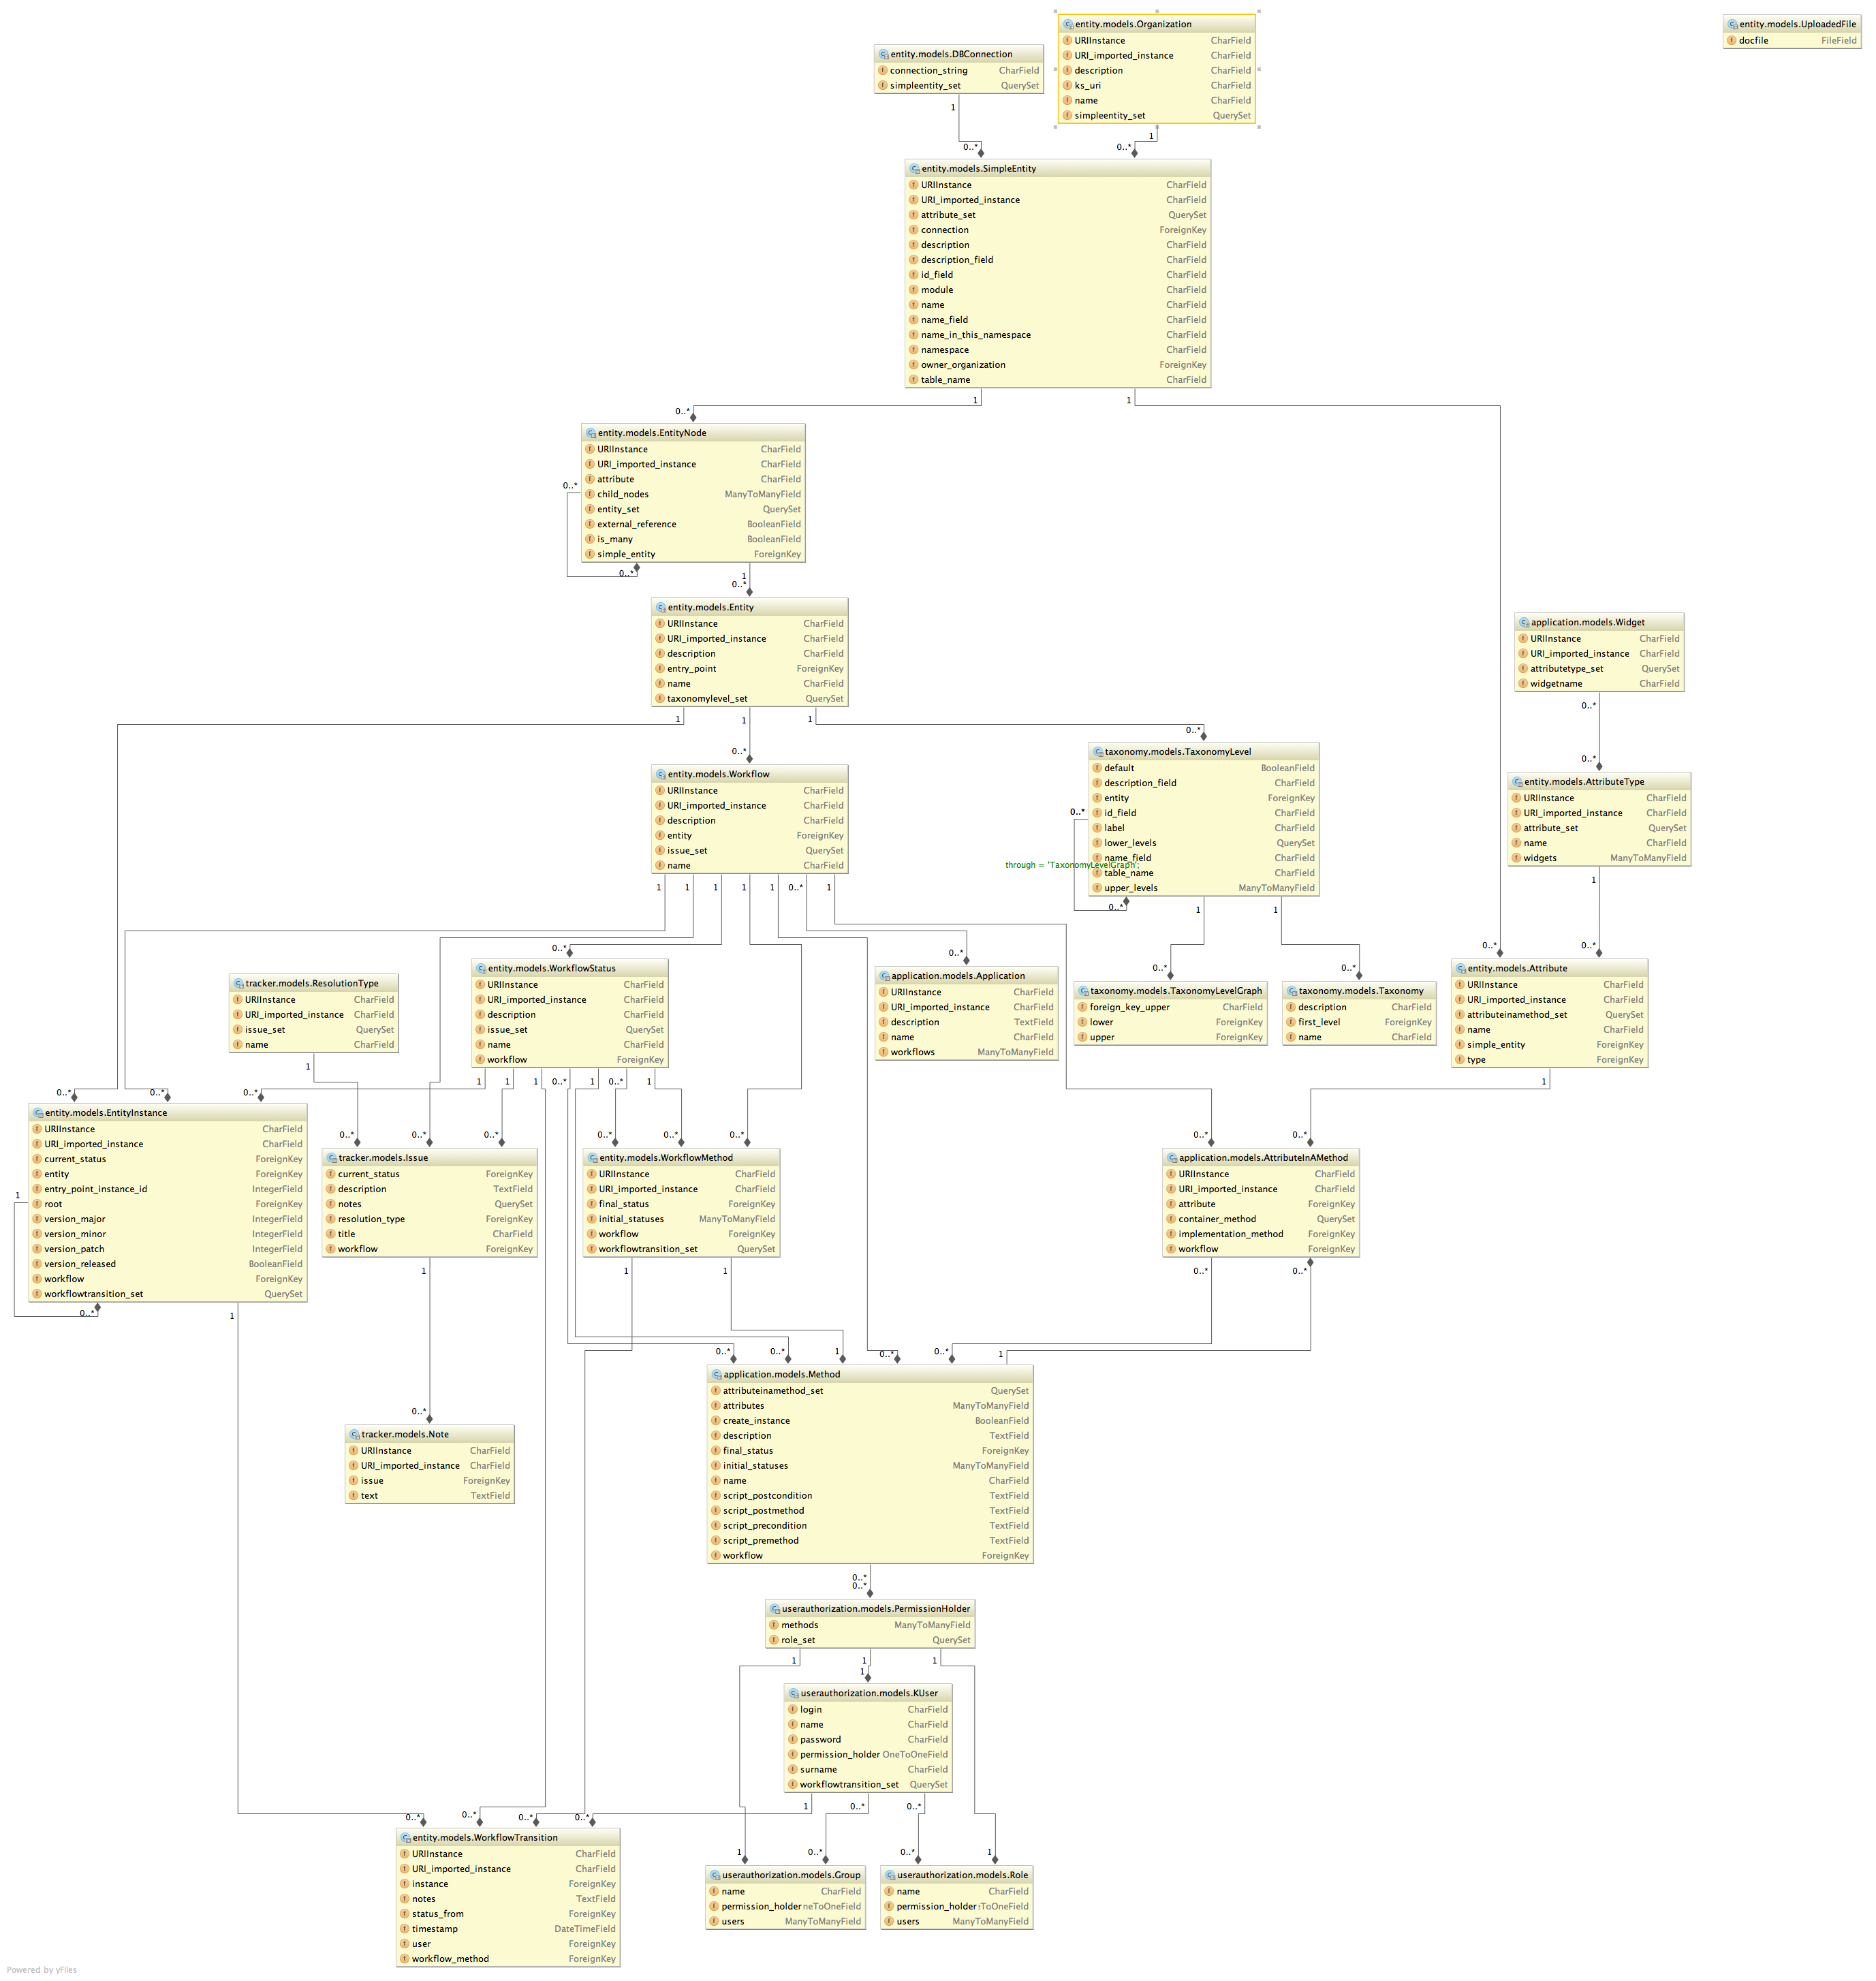 entity.models.Organization
URIInstance CharField
URI_imported_instance CharField
description CharField
ks_uri CharField
name CharField
simpleentity_set QuerySet
entity.models.UploadedFile
docfile FileField
entity.models.DBConnection
connection_string CharField
simpleentity_set QuerySet
1
1
0..*
0..*
entity.models.SimpleEntity
URIInstance CharField
URI_imported_instance CharField
attribute_set QuerySet
connection ForeignKey
description CharField
description_field CharField
id_field CharField
module CharField
name CharField
name_field CharField
name_in_this_namespace CharField
namespace CharField
owner_organization ForeignKey
table_name CharField
1
1
0..*
entity.models.EntityNode
URIInstance CharField
URI_imported_instance CharField
attribute CharField
child_nodes ManyToManyField
entity_set QuerySet
external_reference BooleanField
is_many BooleanField
simple_entity ForeignKey
0..*
0..*
1
0..*
entity.models.Entity
URIInstance CharField
URI_imported_instance CharField
description CharField
entry_point ForeignKey
name CharField
taxonomylevel_set QuerySet
application.models.Widget
URIInstance CharField
URI_imported_instance CharField
attributetype_set QuerySet
widgetname CharField
1
1
1
0..*
0..*
0..*
0..*
entity.models.Workflow
URIInstance CharField
URI_imported_instance CharField
description CharField
entity ForeignKey
issue_set QuerySet
name CharField
taxonomy.models.TaxonomyLevel
default BooleanField
description_field CharField
entity ForeignKey
id_field CharField
label CharField
lower_levels QuerySet
name_field CharField
table_name CharField
upper_levels ManyToManyField
0..*
through = 'TaxonomyLevelGraph';
0..*
entity.models.AttributeType
URIInstance CharField
URI_imported_instance CharField
attribute_set QuerySet
name CharField
widgets ManyToManyField
1
1
1
1
1
0..*
1
1
1
1
0..*
0..*
0..*
0..*
0..*
0..*
tracker.models.ResolutionType
URIInstance CharField
URI_imported_instance CharField
issue_set QuerySet
name CharField
entity.models.WorkflowStatus
URIInstance CharField
URI_imported_instance CharField
description CharField
issue_set QuerySet
name CharField
workflow ForeignKey
application.models.Application
URIInstance CharField
URI_imported_instance CharField
description TextField
name CharField
workflows ManyToManyField
taxonomy.models.TaxonomyLevelGraph
foreign_key_upper CharField
lower ForeignKey
upper ForeignKey
taxonomy.models.Taxonomy
description CharField
first_level ForeignKey
name CharField
entity.models.Attribute
URIInstance CharField
URI_imported_instance CharField
attributeinamethod_set QuerySet
name CharField
simple_entity ForeignKey
type ForeignKey
1
1
1
1
0..*
1
0..*
1
1
0..*
0..*
0..*
entity.models.EntityInstance
URIInstance CharField
URI_imported_instance CharField
current_status ForeignKey
entity ForeignKey
entry_point_instance_id IntegerField
root ForeignKey
version_major IntegerField
version_minor IntegerField
version_patch IntegerField
version_released BooleanField
workflow ForeignKey
workflowtransition_set QuerySet
1
0..*
1
0..*
0..*
0..*
tracker.models.Issue
current_status ForeignKey
description TextField
notes QuerySet
resolution_type ForeignKey
title CharField
workflow ForeignKey
1
0..*
0..*
0..*
entity.models.WorkflowMethod
URIInstance CharField
URI_imported_instance CharField
final_status ForeignKey
initial_statuses ManyToManyField
workflow ForeignKey
workflowtransition_set QuerySet
1
1
0..*
0..*
application.models.AttributeInAMethod
URIInstance CharField
URI_imported_instance CharField
attribute ForeignKey
container_method QuerySet
implementation_method ForeignKey
workflow ForeignKey
0..*
0..*
0..*
0..*
1
0..*
0..*
1
application.models.Method
attributeinamethod_set QuerySet
attributes ManyToManyField
create_instance BooleanField
description TextField
final_status ForeignKey
initial_statuses ManyToManyField
name CharField
script_postcondition TextField
script_postmethod TextField
script_precondition TextField
script_premethod TextField
workflow ForeignKey
0..*
tracker.models.Note
URIInstance CharField
URI_imported_instance CharField
issue ForeignKey
text TextField
0..*
0..*
userauthorization.models.PermissionHolder
methods ManyToManyField
role_set QuerySet
1
1
1
1
userauthorization.models.KUser
login CharField
name CharField
password CharField
permission_holder OneToOneField
surname CharField
workflowtransition_set QuerySet
1
0..*
0..*
0..*
0..*
0..*
0..*
entity.models.WorkflowTransition
URIInstance CharField
URI_imported_instance CharField
instance ForeignKey
notes TextField
status_from ForeignKey
timestamp DateTimeField
user ForeignKey
workflow_method ForeignKey
1
0..*
0..*
1
userauthorization.models.Group
name CharField
permission_holder neToOneField
users ManyToManyField
userauthorization.models.Role
name CharField
permission_holder ToOneField
users ManyToManyField
Powered by yFiles